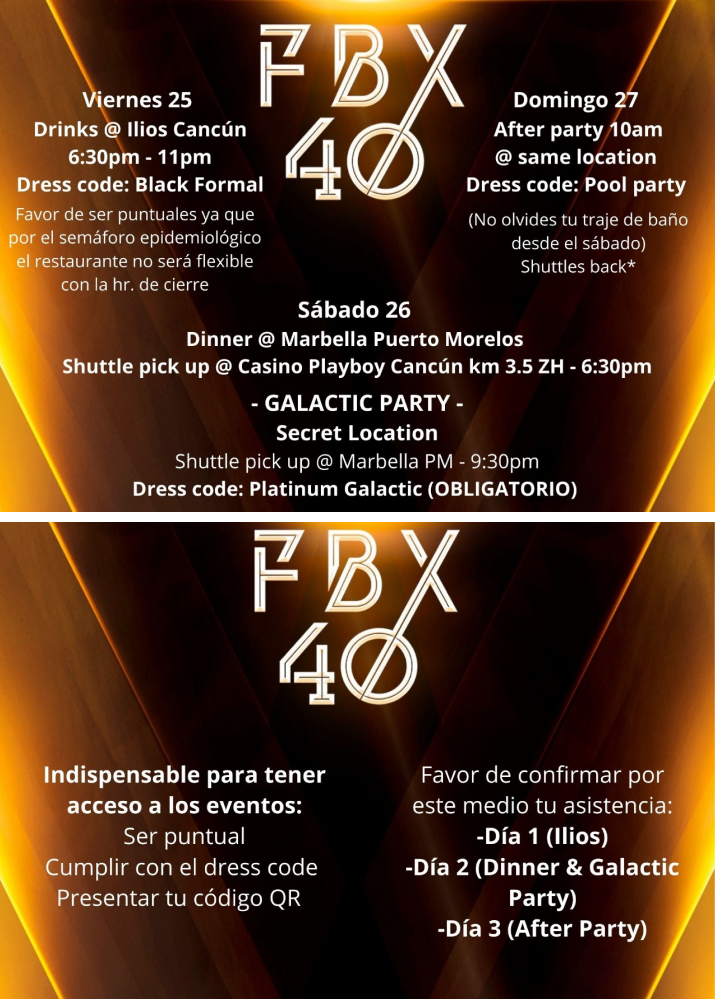 FBX
40
Viernes 25
Drinks @ Ilios Cancún
6:30pm - 11pm
Dress code: Black Formal
Favor de ser puntuales ya que
por el semáforo epidemiológico
el restaurante no será flexible
con la hr. de cierre
Domingo 27
After party 10am
@ same location
Dress code: Pool party
(No olvides tu traje de baño
desde el sábado)
Shuttles back*
Sábado 26
Dinner @ Marbella Puerto Morelos
Shuttle pick up @ Casino Playboy Cancún km 3.5 ZH - 6:30pm
- GALACTIC PARTY -
Secret Location
Shuttle pick up @ Marbella PM - 9:30pm
Dress code: Platinum Galactic (OBLIGATORIO)
FBX
40
Indispensable para tener
acceso a los eventos:
Ser puntual
Cumplir con el dress code
Presentar tu código QR
Favor de confirmar por
este medio tu asistencia:
-Día 1 (Ilios)
-Día 2 (Dinner & Galactic
Party)
-Día 3 (After Party)